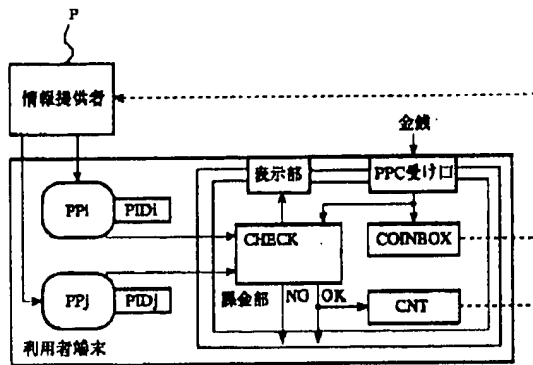 P
情報提供者
金銭
表示部
PPC受け口
PPi
PIDi
CHECK
COINBOX
PPj
PIDj
課金部
NG
OK
CNT
利用者端末